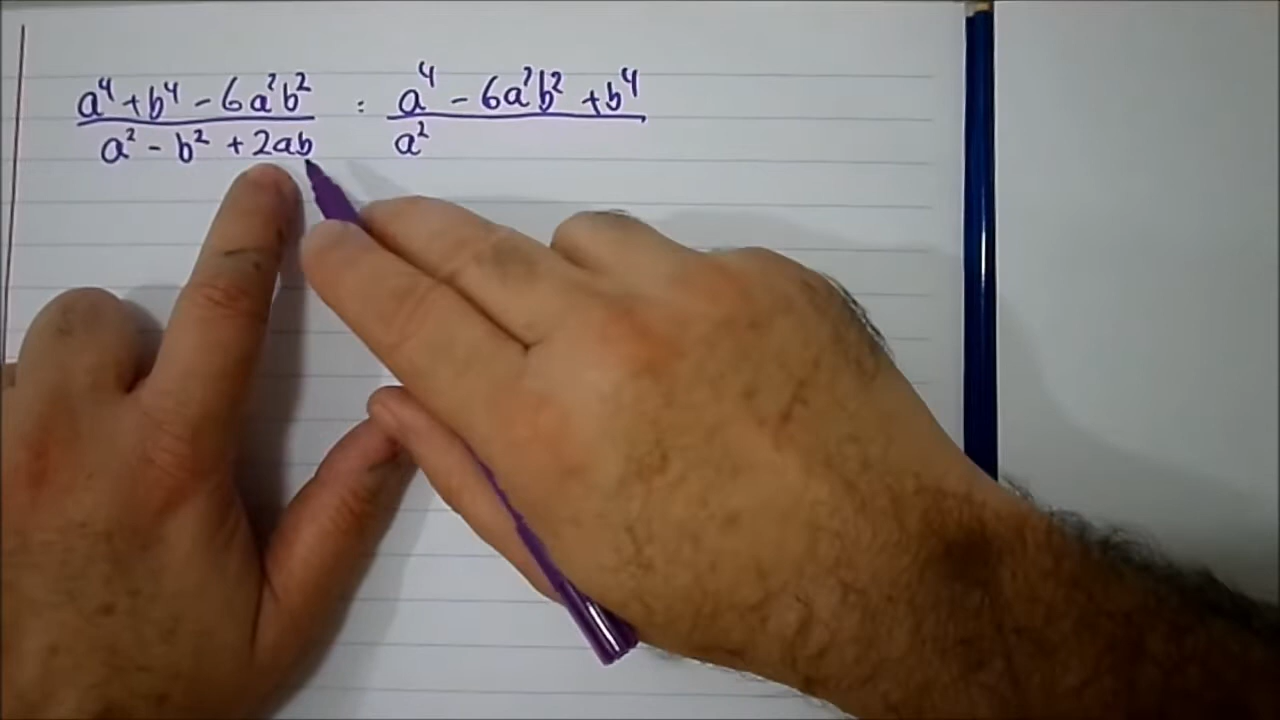 a⁴ + b⁴ - 6a²b² / a² - b² + 2ab = a⁴ - 6a²b² + b⁴ / a²